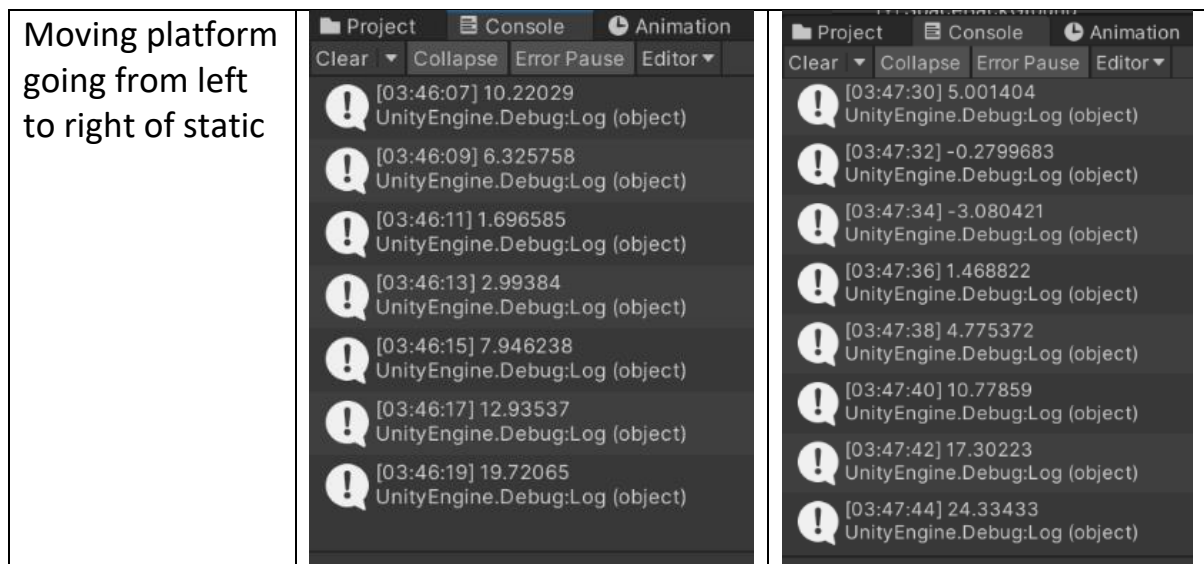 Moving platform
going from left
to right of static
Project Console Animation
Clear Collapse Error Pause Editor
[03:46:07] 10.22029
UnityEngine.Debug:Log (object)
[03:46:09] 6.325758
UnityEngine.Debug:Log (object)
[03:46:11] 1.696585
UnityEngine.Debug:Log (object)
[03:46:13] 2.99384
UnityEngine.Debug:Log (object)
[03:46:15] 7.946238
UnityEngine.Debug:Log (object)
[03:46:17] 12.93537
UnityEngine.Debug:Log (object)
[03:46:19] 19.72065
UnityEngine.Debug:Log (object)
Project Console Animation
Clear Collapse Error Pause Editor
[03:47:30] 5.001404
UnityEngine.Debug:Log (object)
[03:47:32] -0.2799683
UnityEngine.Debug:Log (object)
[03:47:34] -3.080421
UnityEngine.Debug:Log (object)
[03:47:36] 1.468822
UnityEngine.Debug:Log (object)
[03:47:38] 4.775372
UnityEngine.Debug:Log (object)
[03:47:40] 10.77859
UnityEngine.Debug:Log (object)
[03:47:42] 17.30223
UnityEngine.Debug:Log (object)
[03:47:44] 24.33433
UnityEngine.Debug:Log (object)